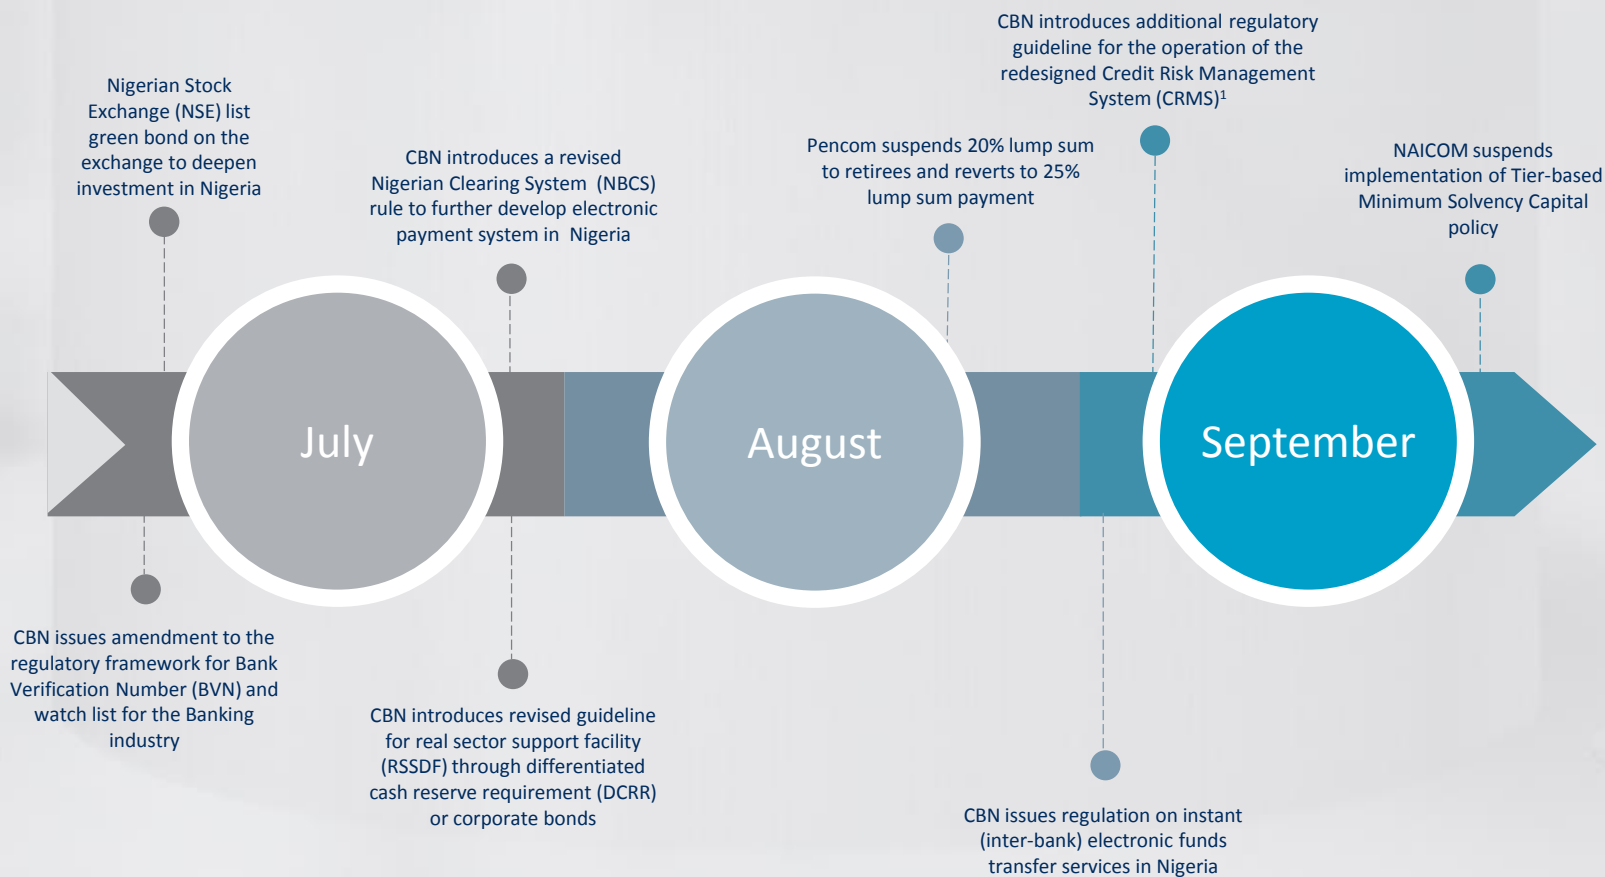 Nigerian Stock
Exchange (NSE) list
green bond on the
exchange to deepen
investment in Nigeria
CBN introduces a revised
Nigerian Clearing System (NBCS)
rule to further develop electronic
payment system in Nigeria
Pencom suspends 20% lump sum
to retirees and reverts to 25%
lump sum payment
CBN introduces additional regulatory
guideline for the operation of the
redesigned Credit Risk Management
System (CRMS)¹
NAICOM suspends
implementation of Tier-based
Minimum Solvency Capital
policy
July
August
September
CBN issues amendment to the
regulatory framework for Bank
Verification Number (BVN) and
watch list for the Banking
industry
CBN introduces revised guideline
for real sector support facility
(RSSDF) through differentiated
cash reserve requirement (DCRR)
or corporate bonds
CBN issues regulation on instant
(inter-bank) electronic funds
transfer services in Nigeria